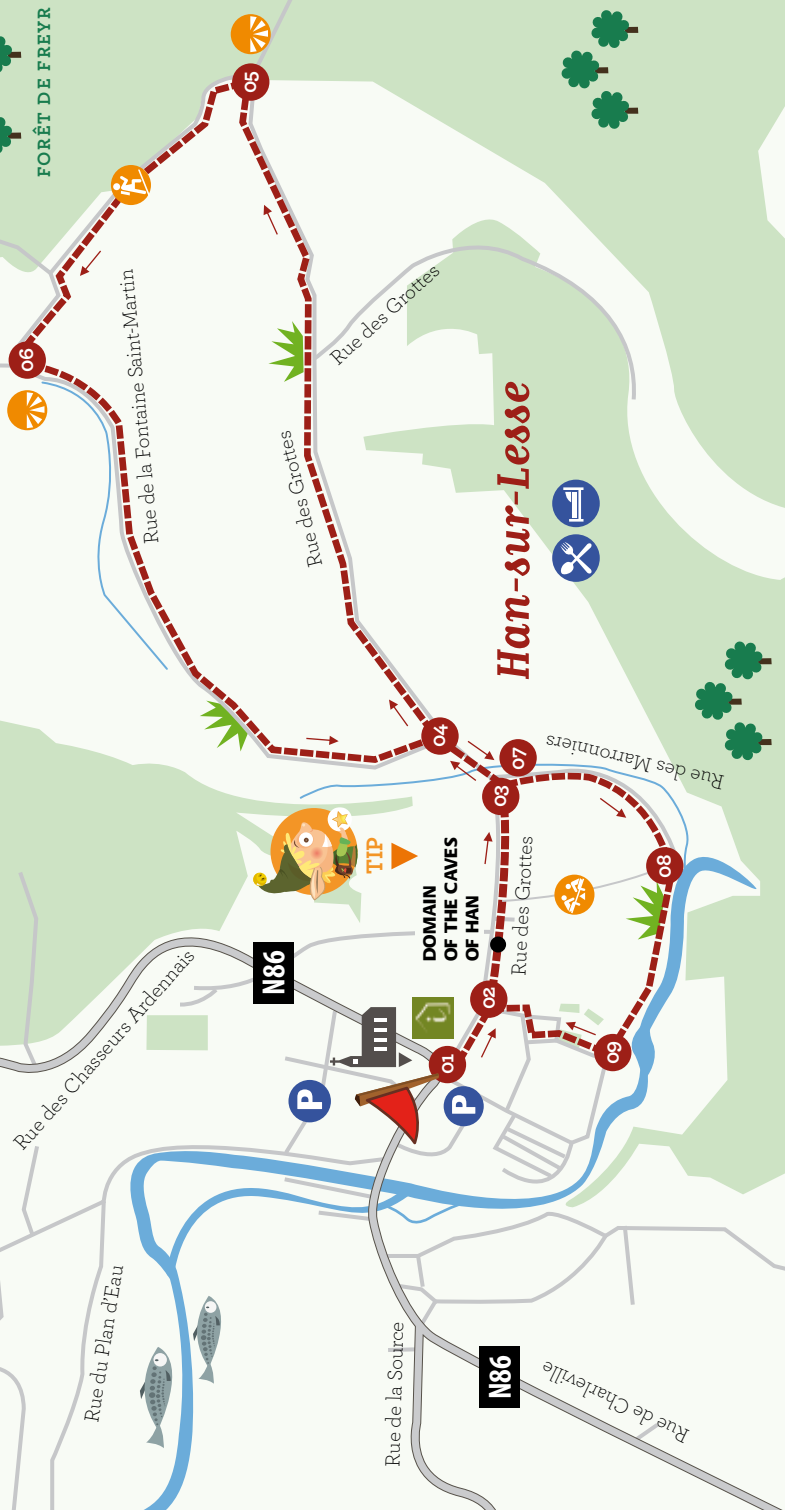 FORÊT DE FREYR
05
06
Rue de la Fontaine Saint-Martin
Rue des Grottes
Rue des Grottes
Han-sur-Lesse
04
03
07
Rue des Marronniers
TIP
DOMAIN
OF THE CAVES
OF HAN
Rue des Grottes
08
N86
Rue des Chasseurs Ardennais
i
02
01
09
P
P
Rue du Plan d'Eau
Rue de la Source
N86
Rue de Charleville